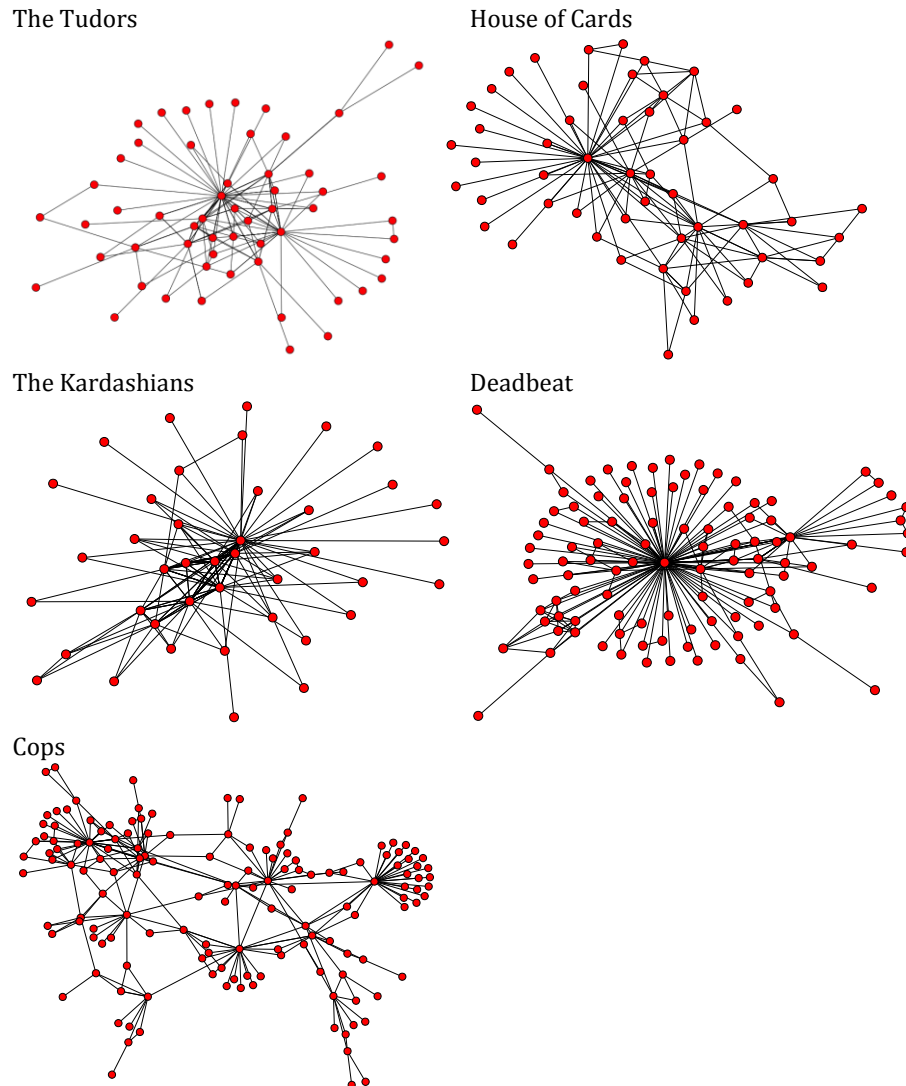 The Tudors
House of Cards
The Kardashians
Deadbeat
Cops